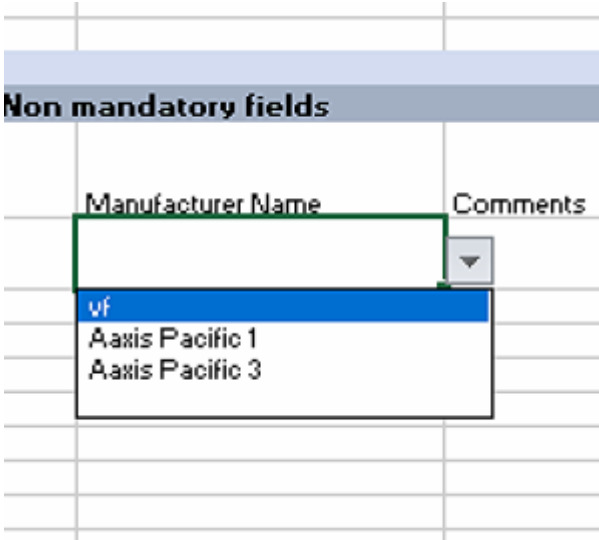 Non mandatory fields
Manufacturer Name Comments
vf
Aaxis Pacific 1
Aaxis Pacific 3